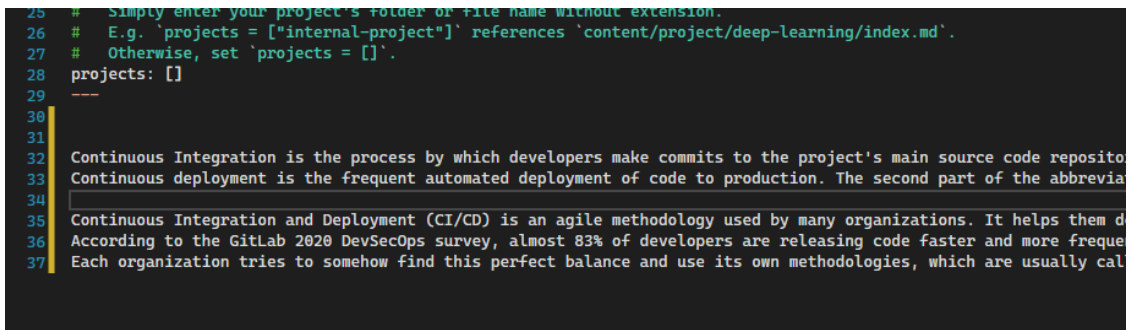 25 # Simply enter your project's folder or file name without extension.
26 # E.g. `projects = ["internal-project"]` references `content/project/deep-learning/index.md`.
27 # Otherwise, set `projects = []`.
28 projects: []
29 ---
30
31
32 Continuous Integration is the process by which developers make commits to the project's main source code
33 Continuous deployment is the frequent automated deployment of code to production. The second part of the
34
35 Continuous Integration and Deployment (CI/CD) is an agile methodology used by many organizations. It helps them
36 According to the GitLab 2020 DevSecOps survey, almost 83% of developers are releasing code faster and more
37 Each organization tries to somehow find this perfect balance and use its own methodologies, which are usually